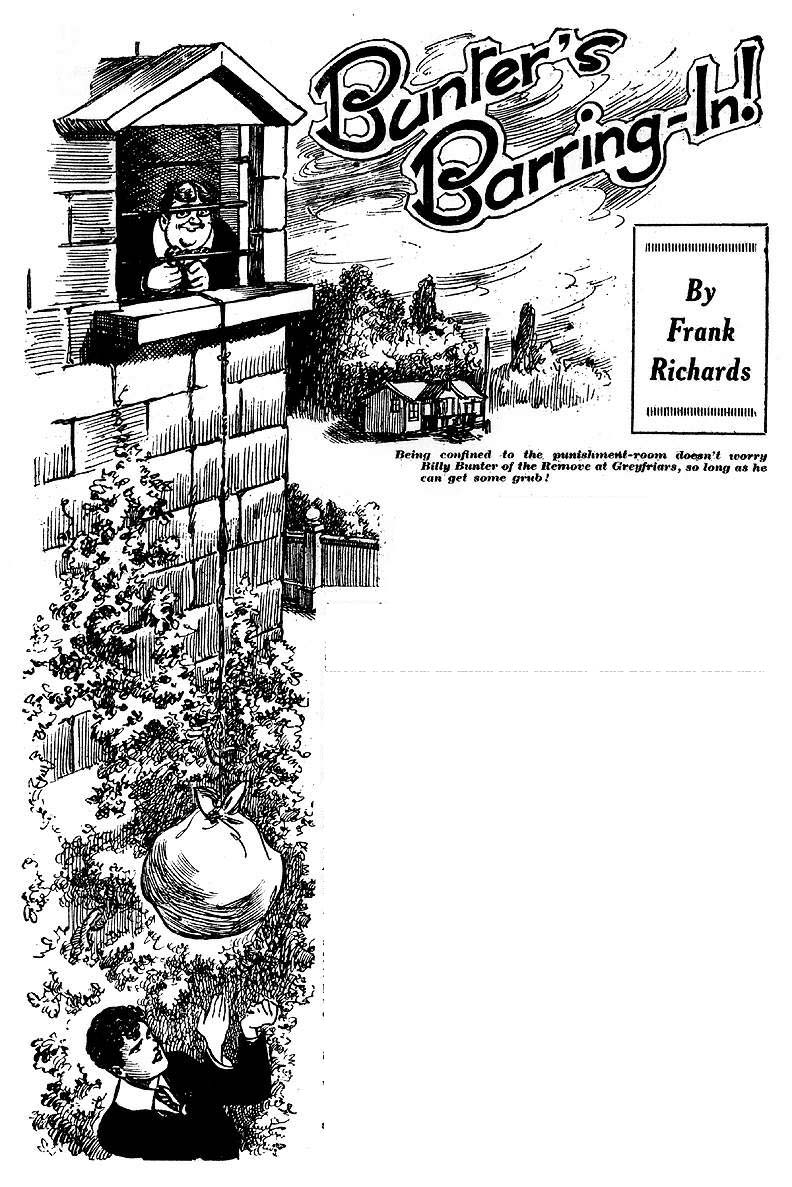 Bunter's
Barring-In!
By
Frank
Richards
Being confined to the punishment-room doesn't worry
Billy Bunter of the Remove at Greyfriars, so long as he
can get some grub!